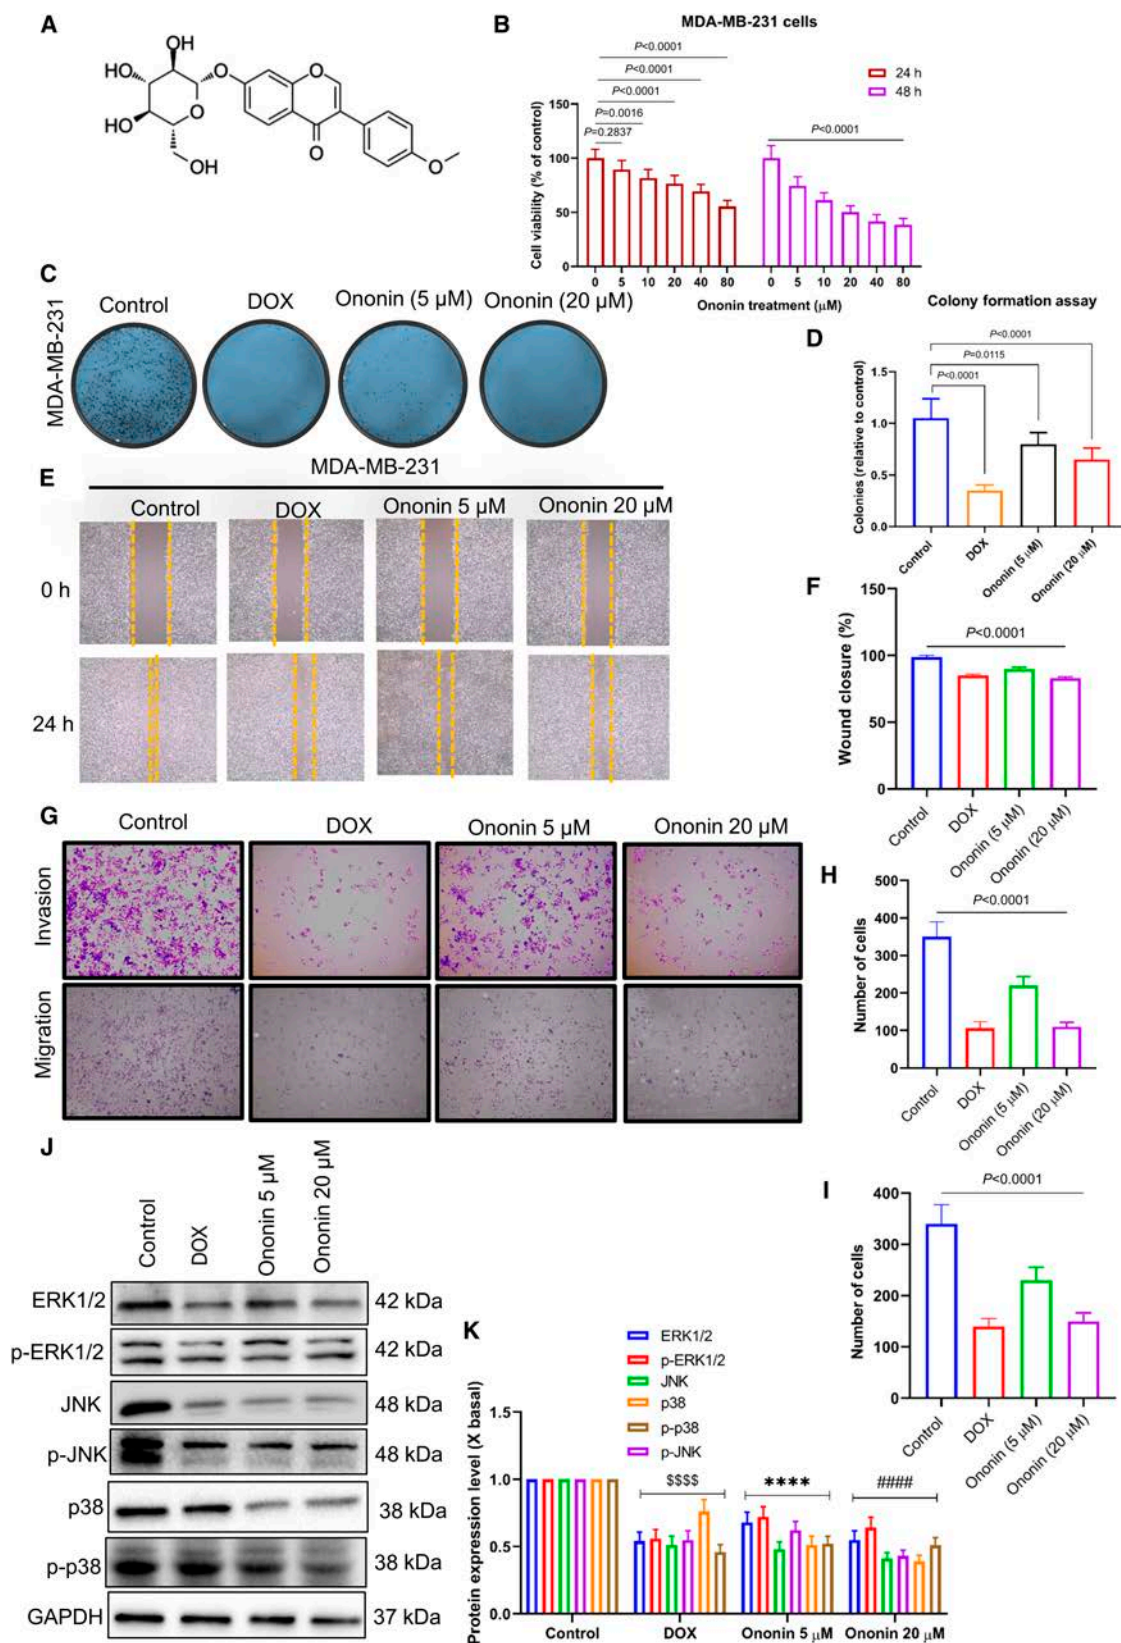 A
OH
HO
HO
O
O
O
O
HO
OH
O
B
MDA-MB-231 cells
P<0.0001
P<0.0001
P<0.0001
P=0.0016
P=0.2837
P<0.0001
24 h
48 h
Cell viability (% of control)
150
100
50
0
0 5 10 20 40 80 0 5 10 20 40 80
Ononin treatment (μM)
C
Control DOX Ononin (5 μM) Ononin (20 μM)
MDA-MB-231
Colony formation assay
D
P<0.0001
P=0.0115
P<0.0001
Colonies (relative to control)
1.5
1.0
0.5
0.0
Control DOX Ononin (5 μM) Ononin (20 μM)
E
MDA-MB-231
Control DOX Ononin 5 μM Ononin 20 μM
0 h
24 h
F
Wound closure (%)
150
100
50
0
P<0.0001
Control DOX Ononin (5 μM) Ononin (20 μM)
G
Control DOX Ononin 5 μM Ononin 20 μM
Invasion
Migration
H
Number of cells
500
400
300
200
100
0
P<0.0001
Control DOX Ononin (5 μM) Ononin (20 μM)
I
Number of cells
400
300
200
100
0
P<0.0001
Control DOX Ononin (5 μM) Ononin (20 μM)
J
Control DOX Ononin 5 μM Ononin 20 μM
ERK1/2 42 kDa
p-ERK1/2 42 kDa
JNK 48 kDa
p-JNK 48 kDa
p38 38 kDa
p-p38 38 kDa
GAPDH 37 kDa
K
ERK1/2
p-ERK1/2
JNK
p38
p-p38
p-JNK
Protein expression level (X basal)
1.5
1.0
0.5
0.0
$$$$ **** ####
Control DOX Ononin 5 μM Ononin 20 μM